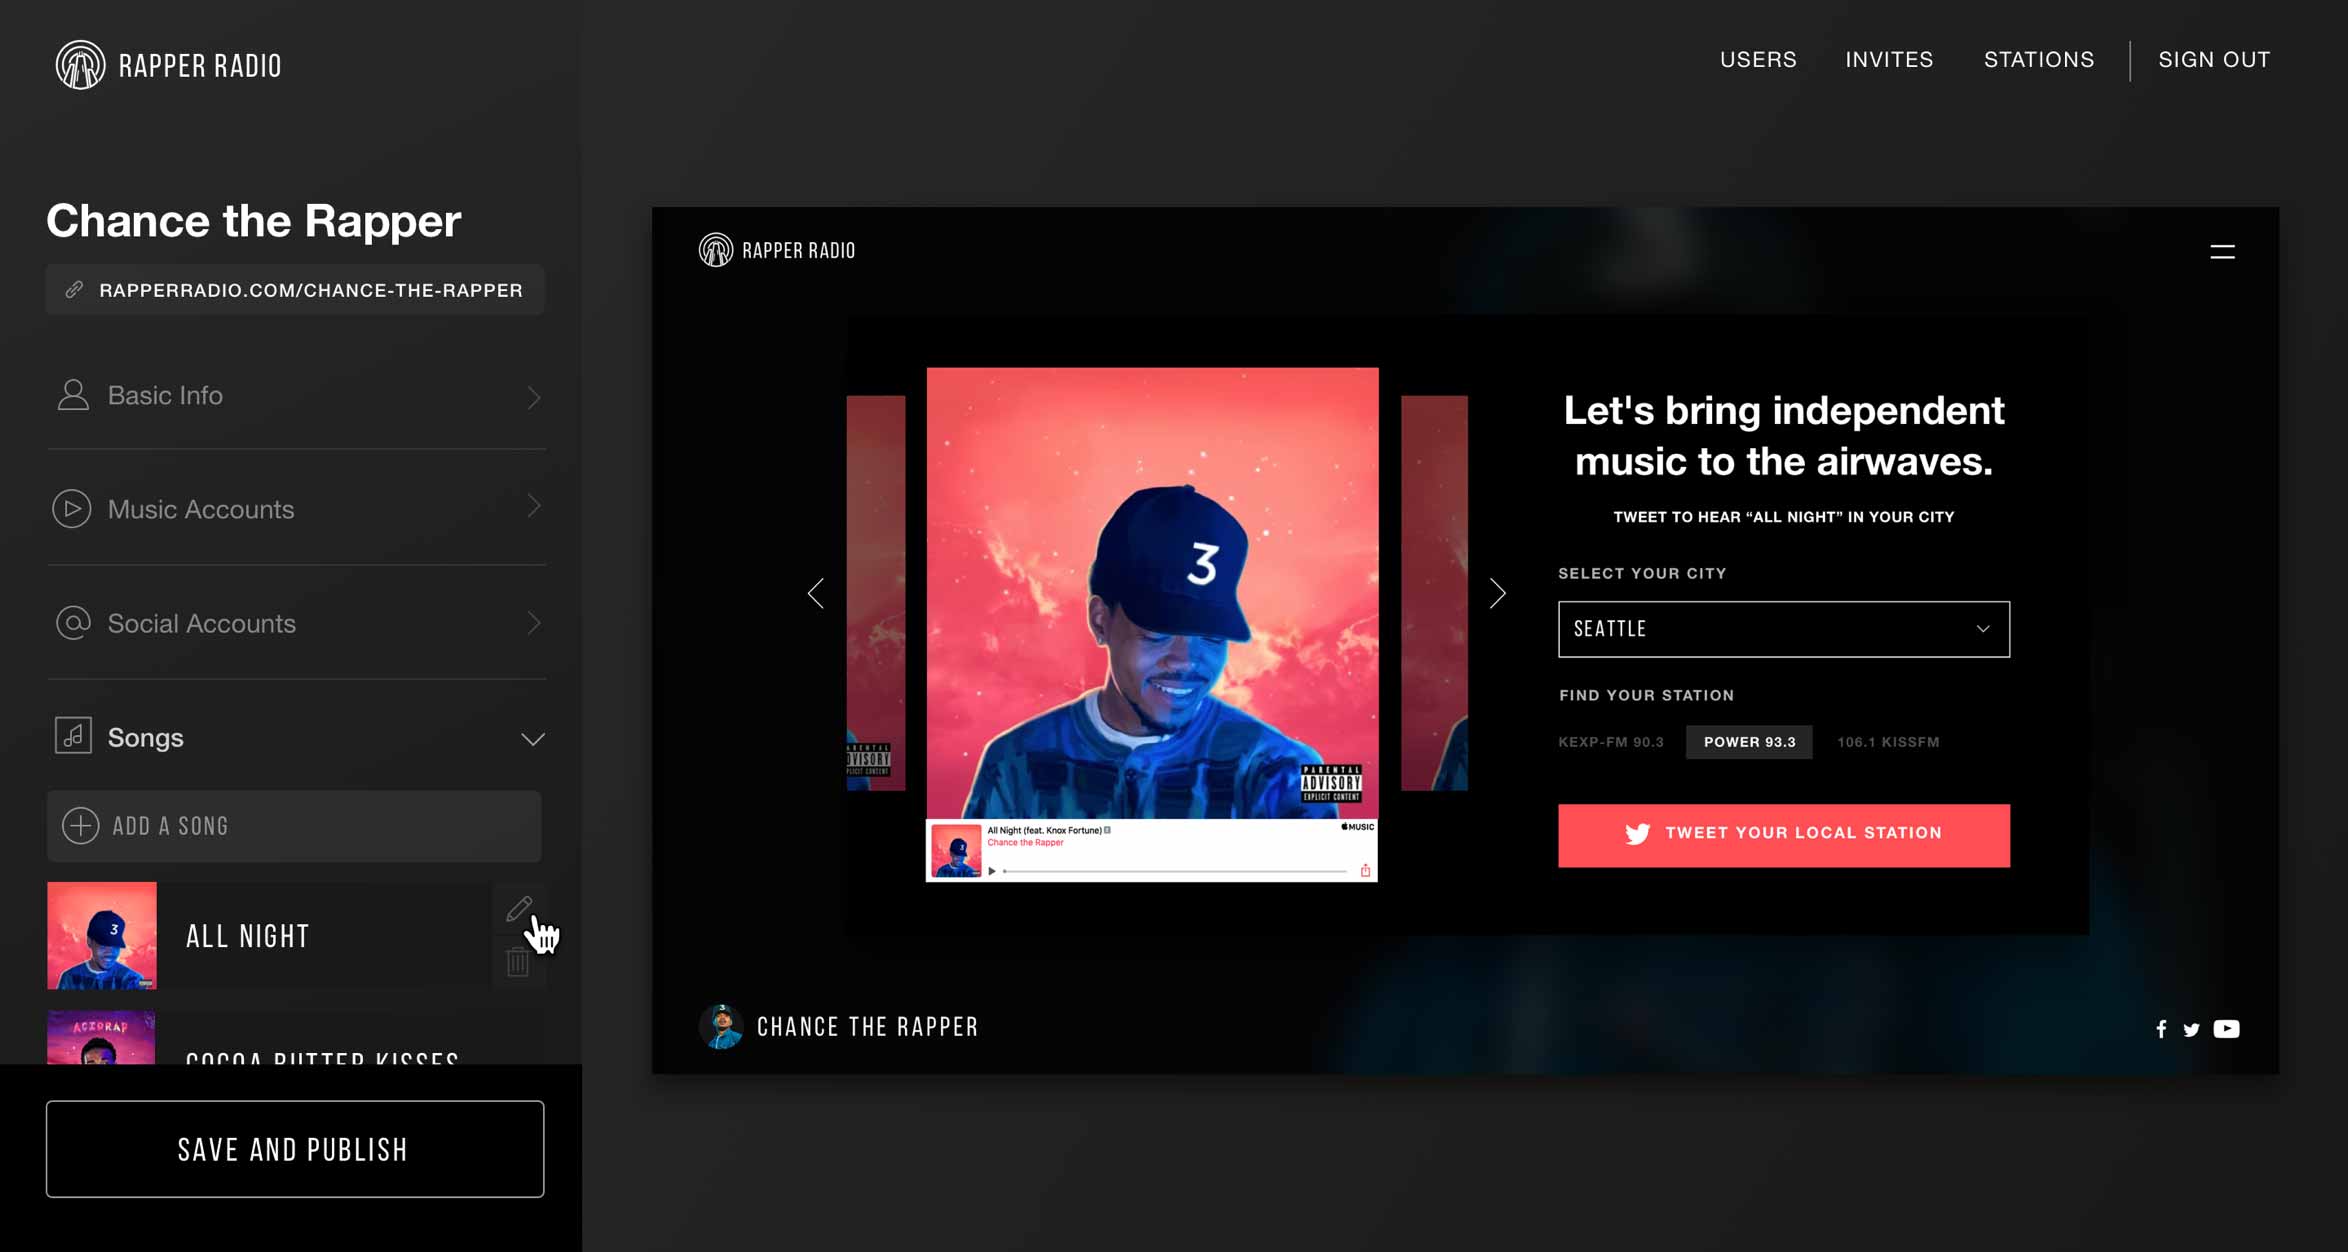 RAPPER RADIO
USERS
INVITES
STATIONS
SIGN OUT
Chance the Rapper
RAPPERRADIO.COM/CHANCE-THE-RAPPER
Basic Info
Music Accounts
Social Accounts
Songs
ADD A SONG
3
ALL NIGHT
ACIDRAP
COCOA BUTTER KISSES
SAVE AND PUBLISH
RAPPER RADIO
3
PARENTAL
ADVISORY
EXPLICIT CONTENT
All Night (feat. Knox Fortune) E
MUSIC
Chance the Rapper
Let's bring independent
music to the airwaves.
TWEET TO HEAR “ALL NIGHT” IN YOUR CITY
SELECT YOUR CITY
SEATTLE
FIND YOUR STATION
KEXP-FM 90.3
POWER 93.3
106.1 KISSFM
TWEET YOUR LOCAL STATION
CHANCE THE RAPPER